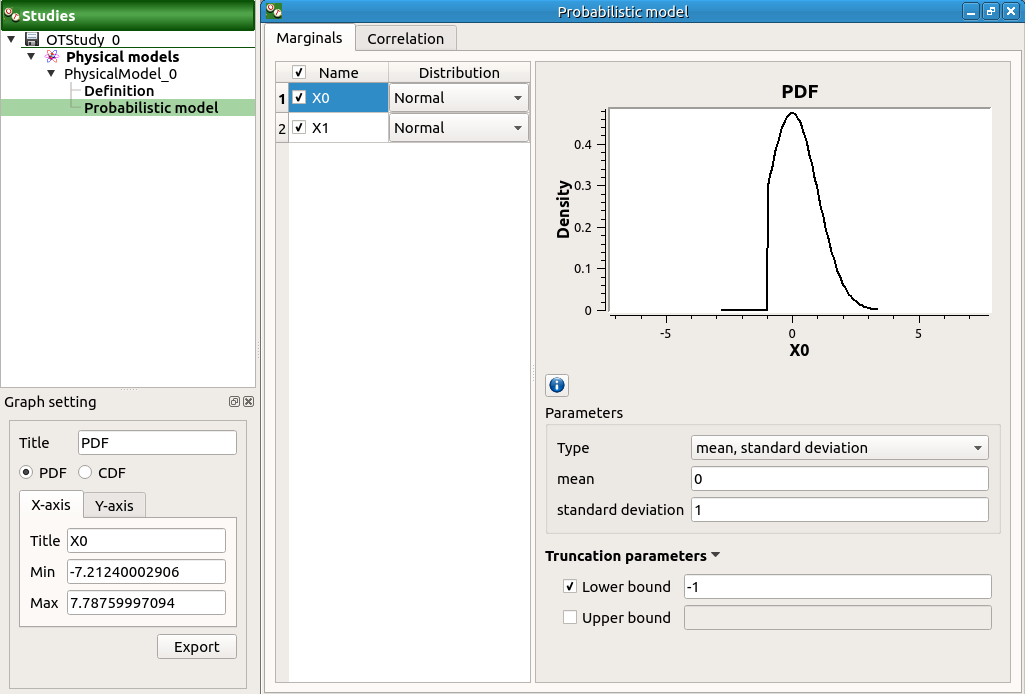 Studies
OTStudy_0
Physical models
PhysicalModel_0
Definition
Probabilistic model
Graph setting
Title PDF
PDF CDF
X-axis Y-axis
Title X0
Min -7.21240002906
Max 7.78759997094
Export
Probabilistic model
Marginals Correlation
Name Distribution
1 X0 Normal
2 X1 Normal
PDF
Density
0.4
0.3
0.2
0.1
0
-5 0 5
X0
Parameters
Type mean, standard deviation
mean 0
standard deviation 1
Truncation parameters
Lower bound -1
Upper bound